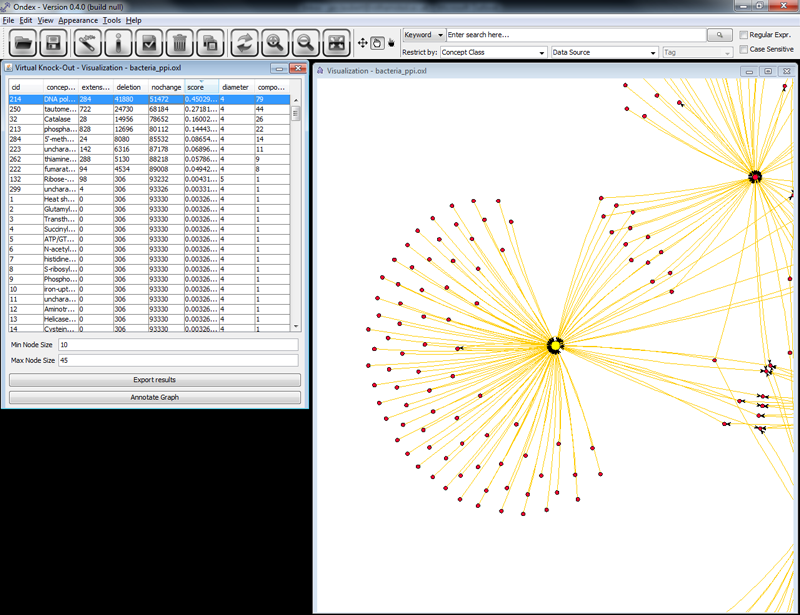 Ondex - Version 0.4.0 (build null)
File Edit View Appearance Tools Help
Keyword Enter search here... Regular Expr.
Restrict by: Concept Class Data Source Tag Case Sensitive
Virtual Knock-Out - Visualization - bacteria_ppi.oxl
cid concep... extens... deletion nochange score diameter compo...
214 DNA pol... 284 41880 51472 0.45029... 4 79
250 tautome... 722 24730 68184 0.27181... 4 44
32 Catalase 28 14956 78652 0.16002... 4 26
213 phospha... 828 12696 80112 0.14443... 4 22
284 5'-meth... 24 8080 85532 0.08654... 4 14
223 unchara... 142 6316 87178 0.06896... 4 11
262 thiamine... 288 5130 88218 0.05786... 4 9
222 fumarat... 94 4534 89008 0.04942... 4 8
132 Ribose-... 98 306 93232 0.00431... 5 1
299 unchara... 4 306 93326 0.00331... 4 1
1 Heat sh... 0 306 93330 0.00326... 4 1
2 Glutamyl... 0 306 93330 0.00326... 4 1
3 Transth... 0 306 93330 0.00326... 4 1
4 Succinyl... 0 306 93330 0.00326... 4 1
5 ATP/GT... 0 306 93330 0.00326... 4 1
6 N-acetyl... 0 306 93330 0.00326... 4 1
7 histidine... 0 306 93330 0.00326... 4 1
8 S-ribosyl... 0 306 93330 0.00326... 4 1
9 Phospho... 0 306 93330 0.00326... 4 1
10 iron-upt... 0 306 93330 0.00326... 4 1
11 unchara... 0 306 93330 0.00326... 4 1
12 Aminotr... 0 306 93330 0.00326... 4 1
13 Helicase... 0 306 93330 0.00326... 4 1
14 Cystein... 0 306 93330 0.00326... 4 1
Min Node Size 10
Max Node Size 45
Export results
Annotate Graph
Visualization - bacteria_ppi.oxl